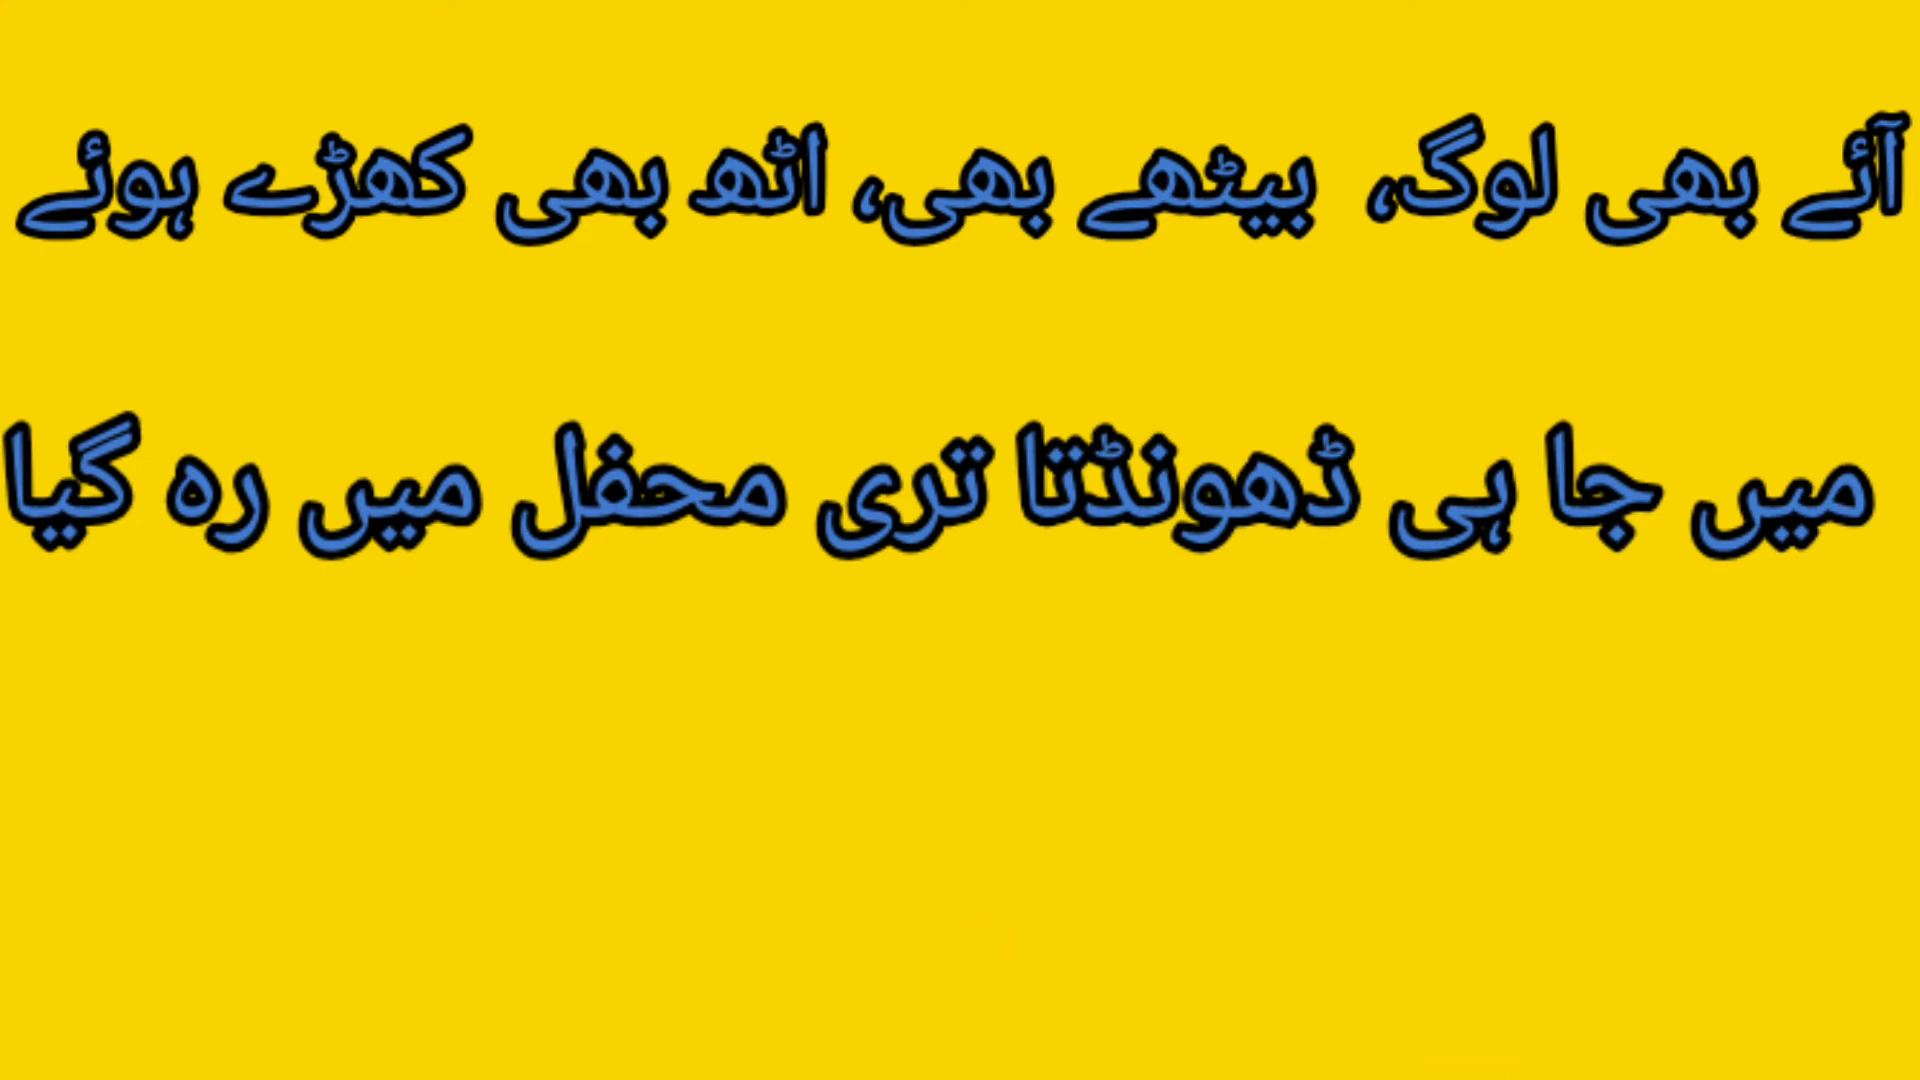 آئے بھی لوگ، بیٹھے بھی، اٹھ بھی کھڑے ہوئے
میں جا ہی ڈھونڈتا تری محفل میں رہ گیا